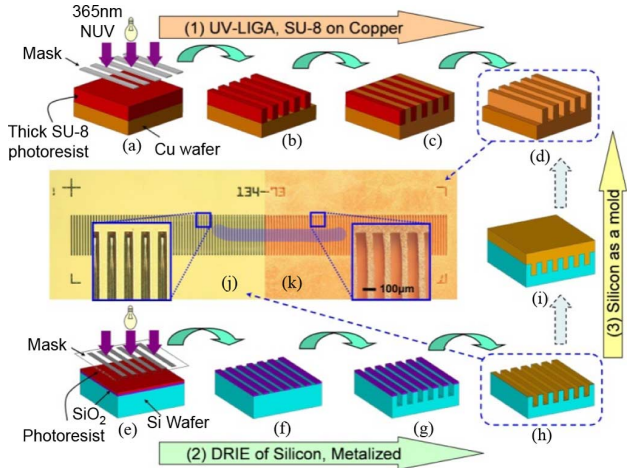 365nm
NUV
(1) UV-LIGA, SU-8 on Copper
Mask
Thick SU-8
photoresist
Cu wafer
(a)
(b)
(c)
(d)
1
134-73
(j)
(k)
100μm
(i)
(3) Silicon as a mold
Mask
SiO2
Photoresist
Si Wafer
(e)
(f)
(g)
(h)
(2) DRIE of Silicon, Metalized